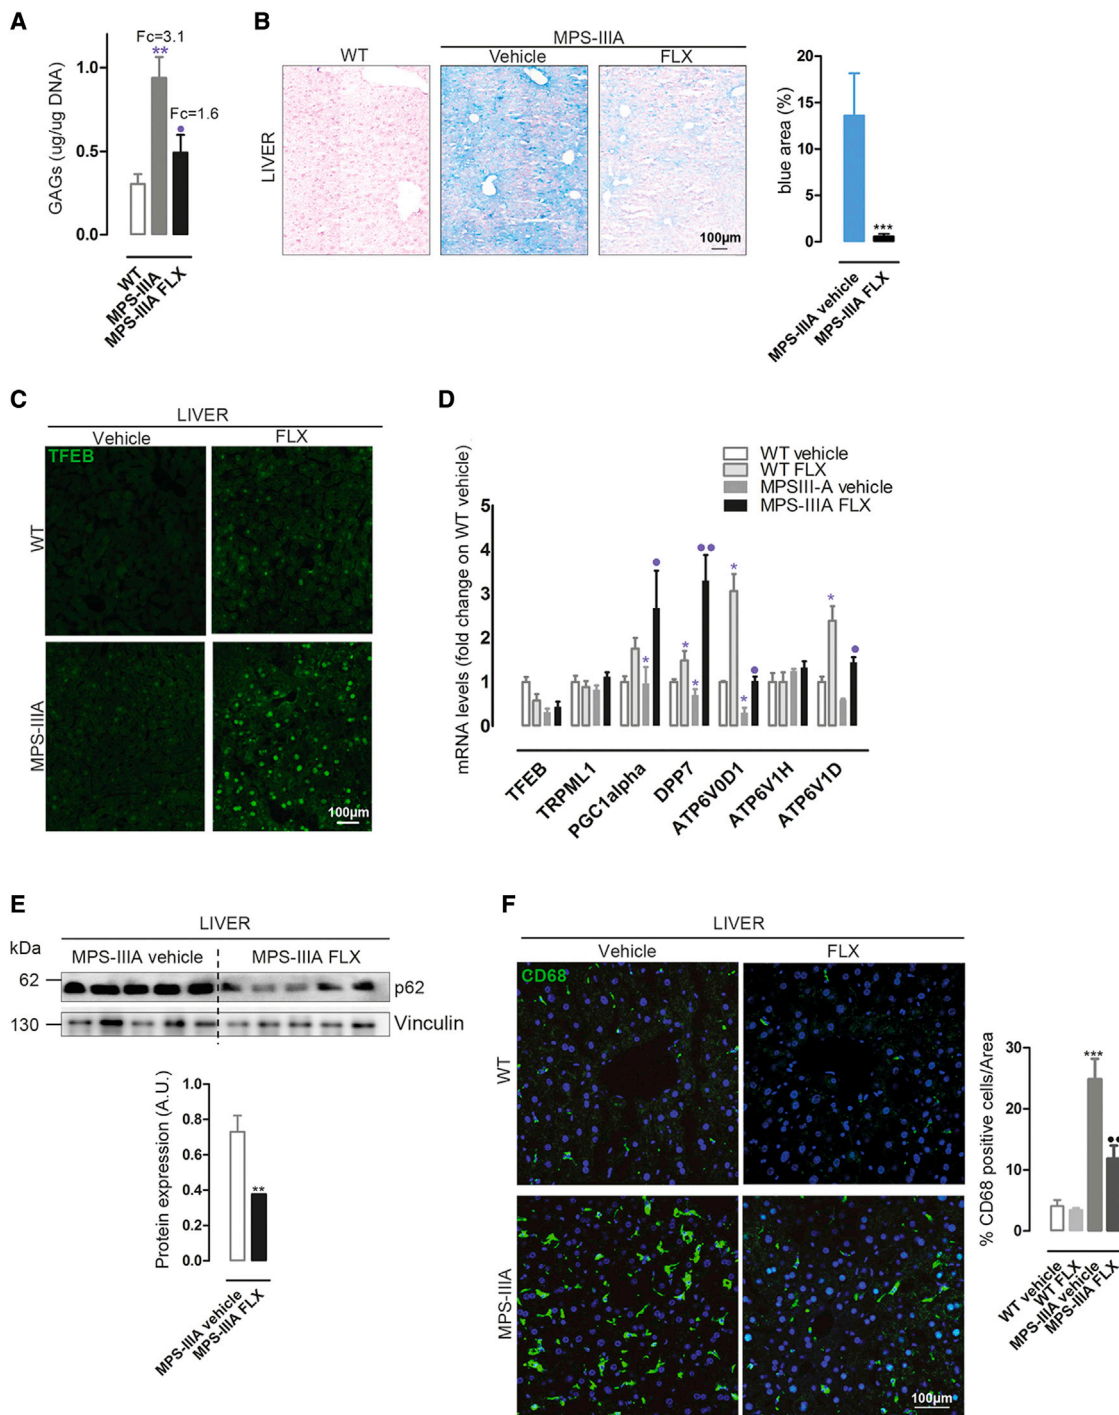 A
Fc=3.1
**
Fc=1.6
GAGs (ug/ug DNA)
1.0
0.5
0.0
WT
MPS-IIIA
MPS-IIIA FLX
B
MPS-IIIA
WT
Vehicle
FLX
LIVER
100µm
blue area (%)
20
15
10
5
0
***
MPS-IIIA vehicle
MPS-IIIA FLX
C
LIVER
Vehicle
FLX
TFEB
WT
MPS-IIIA
100µm
D
WT vehicle
WT FLX
MPSIII-A vehicle
MPS-IIIA FLX
mRNA levels (fold change on WT vehicle)
5
4
3
2
1
0
*
*
*
*
*
*
TFEB
TRPML1
PGC1alpha
DPP7
ATP6V0D1
ATP6V1H
ATP6V1D
E
LIVER
kDa
MPS-IIIA vehicle
MPS-IIIA FLX
62
p62
130
Vinculin
Protein expression (A.U.)
1.0
0.8
0.6
0.4
0.2
0.0
**
MPS-IIIA vehicle
MPS-IIIA FLX
F
LIVER
Vehicle
FLX
CD68
WT
MPS-IIIA
100µm
% CD68 positive cells/Area
30
20
10
0
***
WT vehicle
WT FLX
MPS-IIIA vehicle
MPS-IIIA FLX